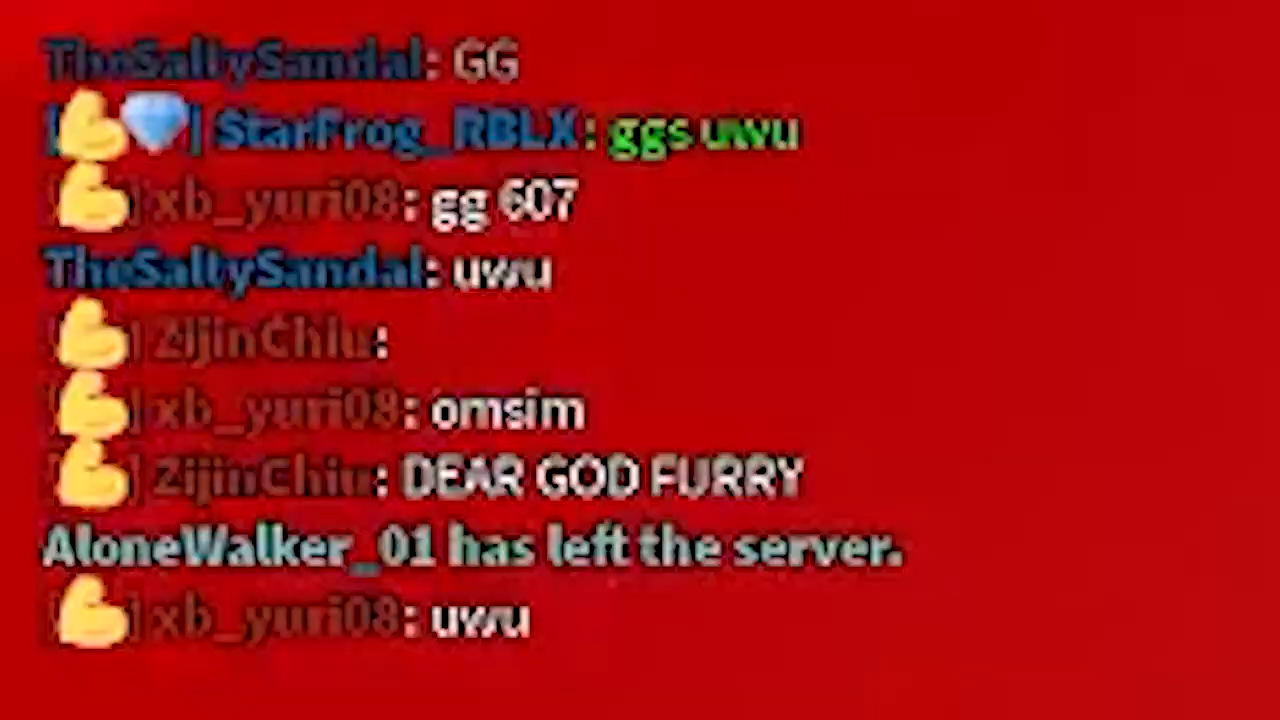 TheSaltySandal: GG
[💪💎] StarFrog_RBLX: ggs uwu
[💪] xb_yuri08: gg 607
TheSaltySandal: uwu
[💪] ZijinChiu:
[💪] xb_yuri08: omsim
[💪] ZijinChiu: DEAR GOD FURRY
AloneWalker_01 has left the server.
[💪] xb_yuri08: uwu